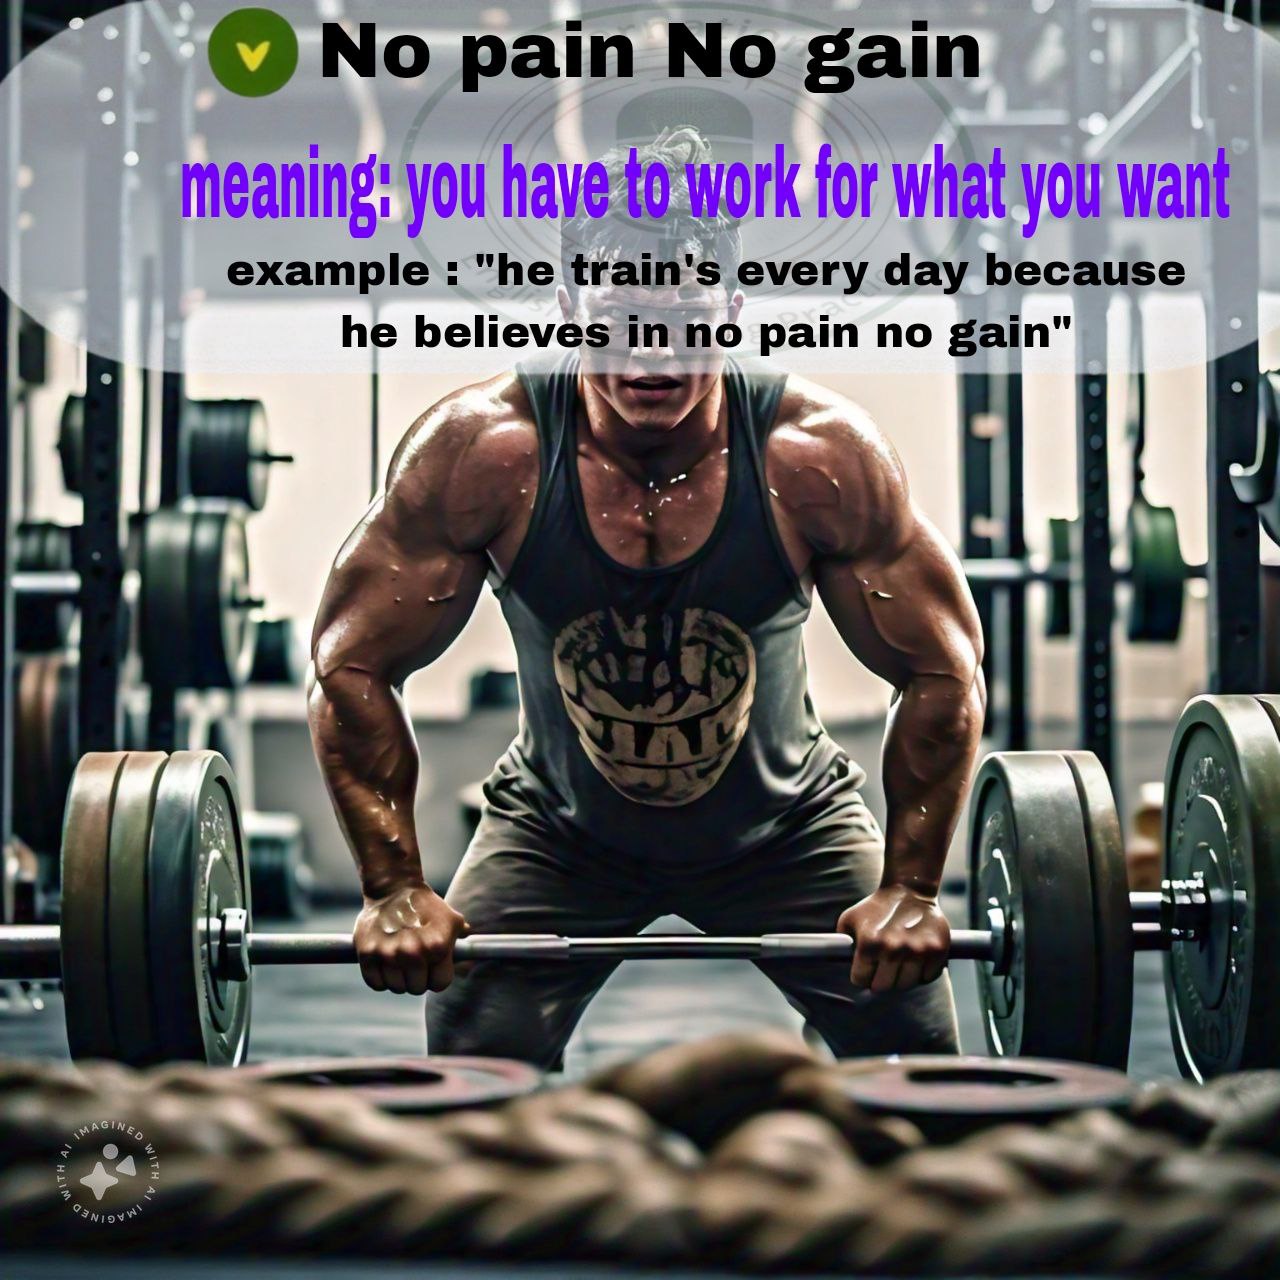 No pain No gain
meaning: you have to work for what you want
example : "he train's every day because
he believes in no pain no gain"
IMAGINED WITH AI IMAGINED WITH AI